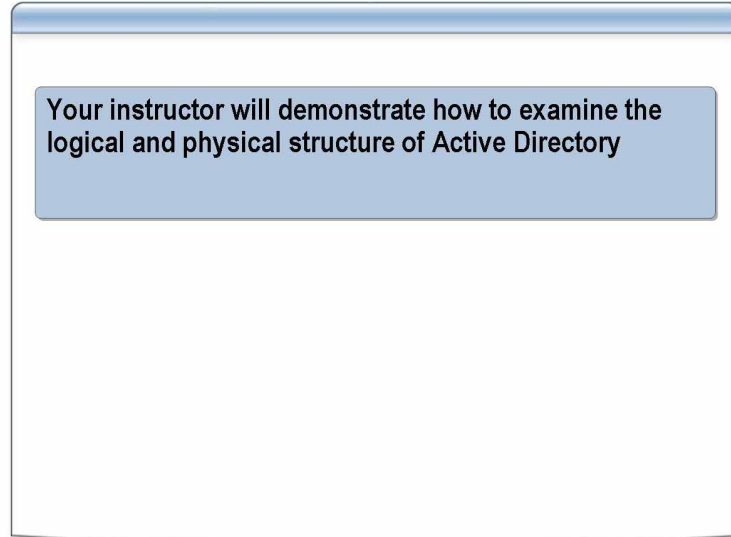 Your instructor will demonstrate how to examine the
logical and physical structure of Active Directory